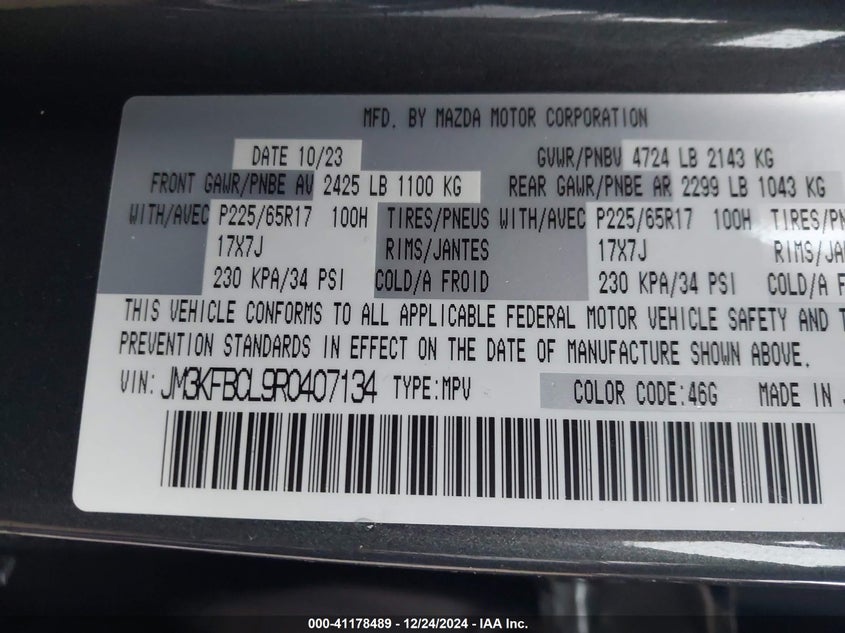 MFD. BY MAZDA MOTOR CORPORATION
DATE 10/23 GVWR/PNBV 4724 LB 2143 KG
FRONT GAWR/PNBE AV 2425 LB 1100 KG REAR GAWR/PNBE AR 2299 LB 1043 KG
WITH/AVEC P225/65R17 100H TIRES/PNEUS WITH/AVEC P225/65R17 100H TIRES/PN
17X7J RIMS/JANTES 17X7J RIMS/JAN
230 KPA/34 PSI COLD/A FROID 230 KPA/34 PSI COLD/A F
THIS VEHICLE CONFORMS TO ALL APPLICABLE FEDERAL MOTOR VEHICLE SAFETY AND T
PREVENTION STANDARDS IN EFFECT ON THE DATE OF MANUFACTURE SHOWN ABOVE.
VIN: JM3KFBCL9R0407134 TYPE:MPV COLOR CODE:46G MADE IN J
000-41178489 - 12/24/2024 - IAA Inc.